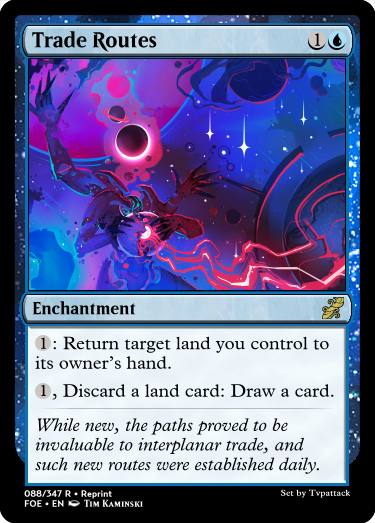 Trade Routes 1
Enchantment
1: Return target land you control to
its owner's hand.
1, Discard a land card: Draw a card.
While new, the paths proved to be
invaluable to interplanar trade, and
such new routes were established daily.
088/347 R • Reprint
Set by Tvpattack
FOE • EN Tim Kaminski